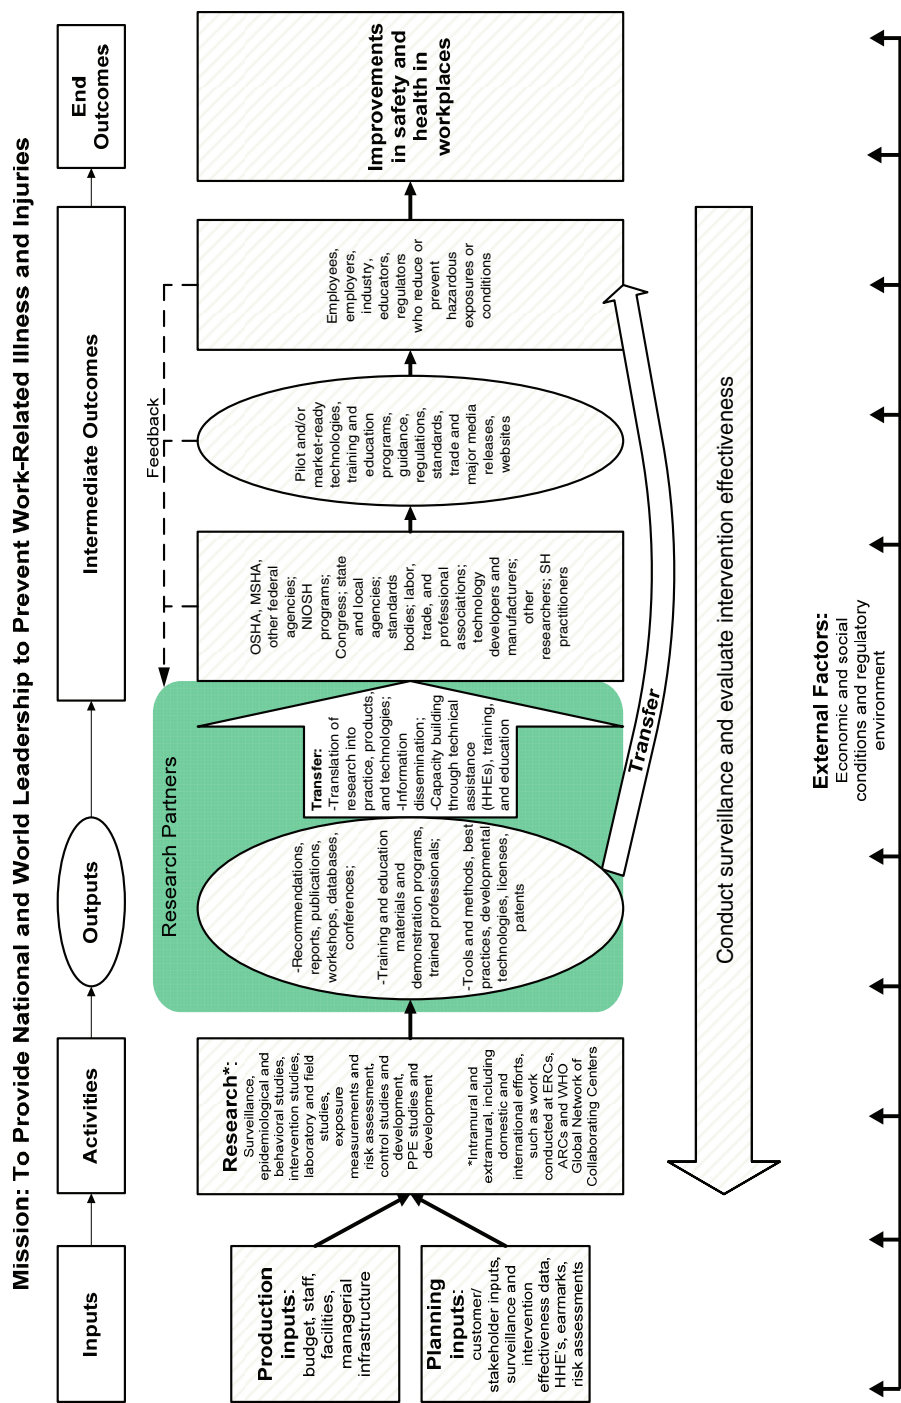 Mission: To Provide National and World Leadership to Prevent Work-Related Illness and Injuries
Inputs
Activities
Outputs
Intermediate Outcomes
End
Outcomes
Production
inputs:
budget, staff,
facilities,
managerial
infrastructure
Planning
inputs:
customer/
stakeholder inputs,
surveillance and
intervention
effectiveness data,
HHE's, earmarks,
risk assessments
Research*:
Surveillance,
epidemiological and
behavioral studies,
intervention studies,
laboratory and field
studies,
exposure
measurements and
risk assessment,
control studies and
development,
PPE studies and
development
*Intramural and
extramural, including
domestic and
international efforts,
such as work
conducted at ERCs,
ARCs and WHO
Global Network of
Collaborating Centers
Research Partners
-Recommendations,
reports, publications,
workshops, databases,
conferences;
-Training and education
materials and
demonstration programs,
trained professionals;
-Tools and methods, best
practices, developmental
technologies, licenses,
patents
Transfer:
-Translation of
research into
practice, products,
and technologies;
-Information
dissemination;
-Capacity building
through technical
assistance
(HHEs), training,
and education
Feedback
OSHA, MSHA,
other federal
agencies;
NIOSH
programs;
Congress; state
and local
agencies;
standards
bodies; labor,
trade, and
professional
associations;
technology
developers and
manufacturers;
other
researchers; SH
practitioners
Pilot and/or
market-ready
technologies,
training and
education
programs,
guidance,
regulations,
standards,
trade and
major media
releases,
websites
Employees,
employers,
industry,
educators,
regulators
who reduce or
prevent
hazardous
exposures or
conditions
Improvements
in safety and
health in
workplaces
Transfer
Conduct surveillance and evaluate intervention effectiveness
External Factors:
Economic and social
conditions and regulatory
environment